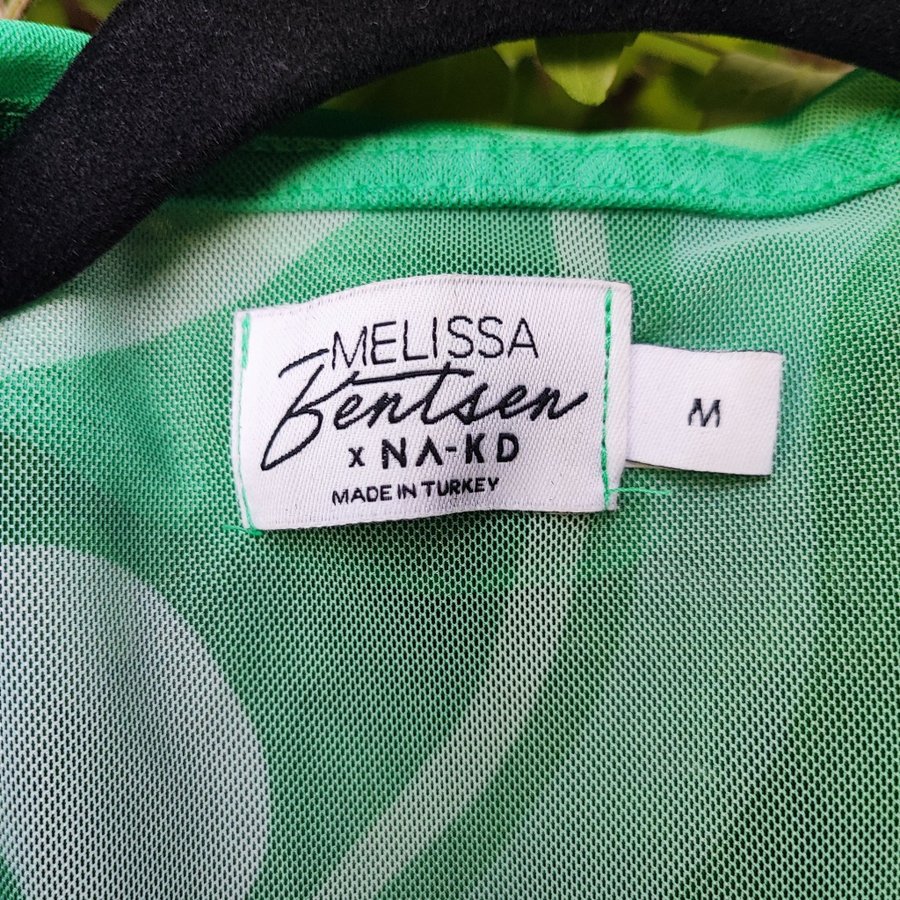 MELISSA
Bentsen
x NA-KD
MADE IN TURKEY
M